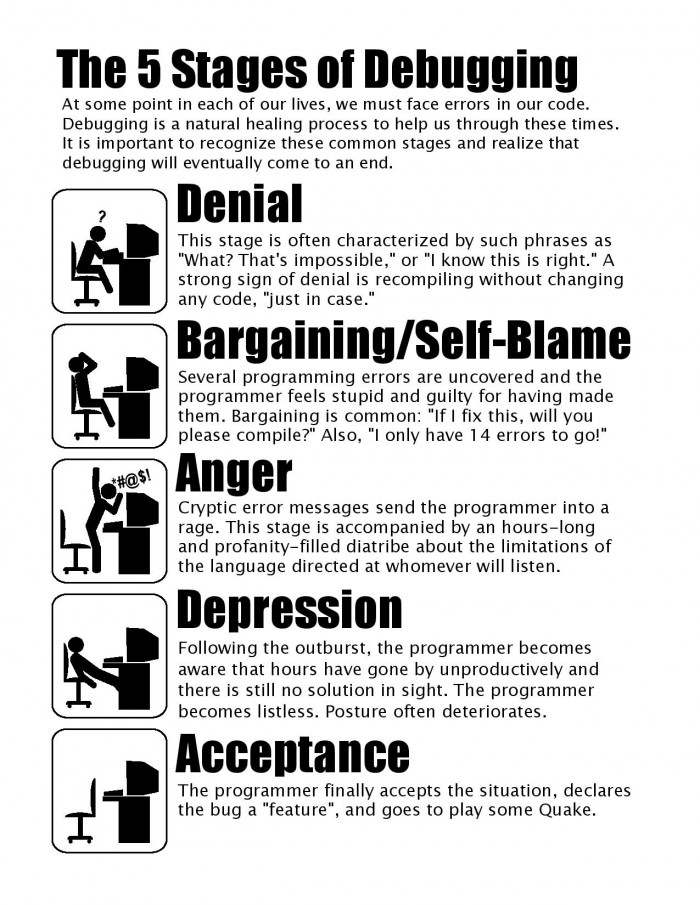 The 5 Stages of Debugging
At some point in each of our lives, we must face errors in our code.
Debugging is a natural healing process to help us through these times.
It is important to recognize these common stages and realize that
debugging will eventually come to an end.
?
Denial
This stage is often characterized by such phrases as
"What? That's impossible," or "I know this is right." A
strong sign of denial is recompiling without changing
any code, "just in case."
Bargaining/Self-Blame
Several programming errors are uncovered and the
programmer feels stupid and guilty for having made
them. Bargaining is common: "If I fix this, will you
please compile?" Also, "I only have 14 errors to go!"
*#@$!
Anger
Cryptic error messages send the programmer into a
rage. This stage is accompanied by an hours-long
and profanity-filled diatribe about the limitations of
the language directed at whomever will listen.
Depression
Following the outburst, the programmer becomes
aware that hours have gone by unproductively and
there is still no solution in sight. The programmer
becomes listless. Posture often deteriorates.
Acceptance
The programmer finally accepts the situation, declares
the bug a "feature", and goes to play some Quake.